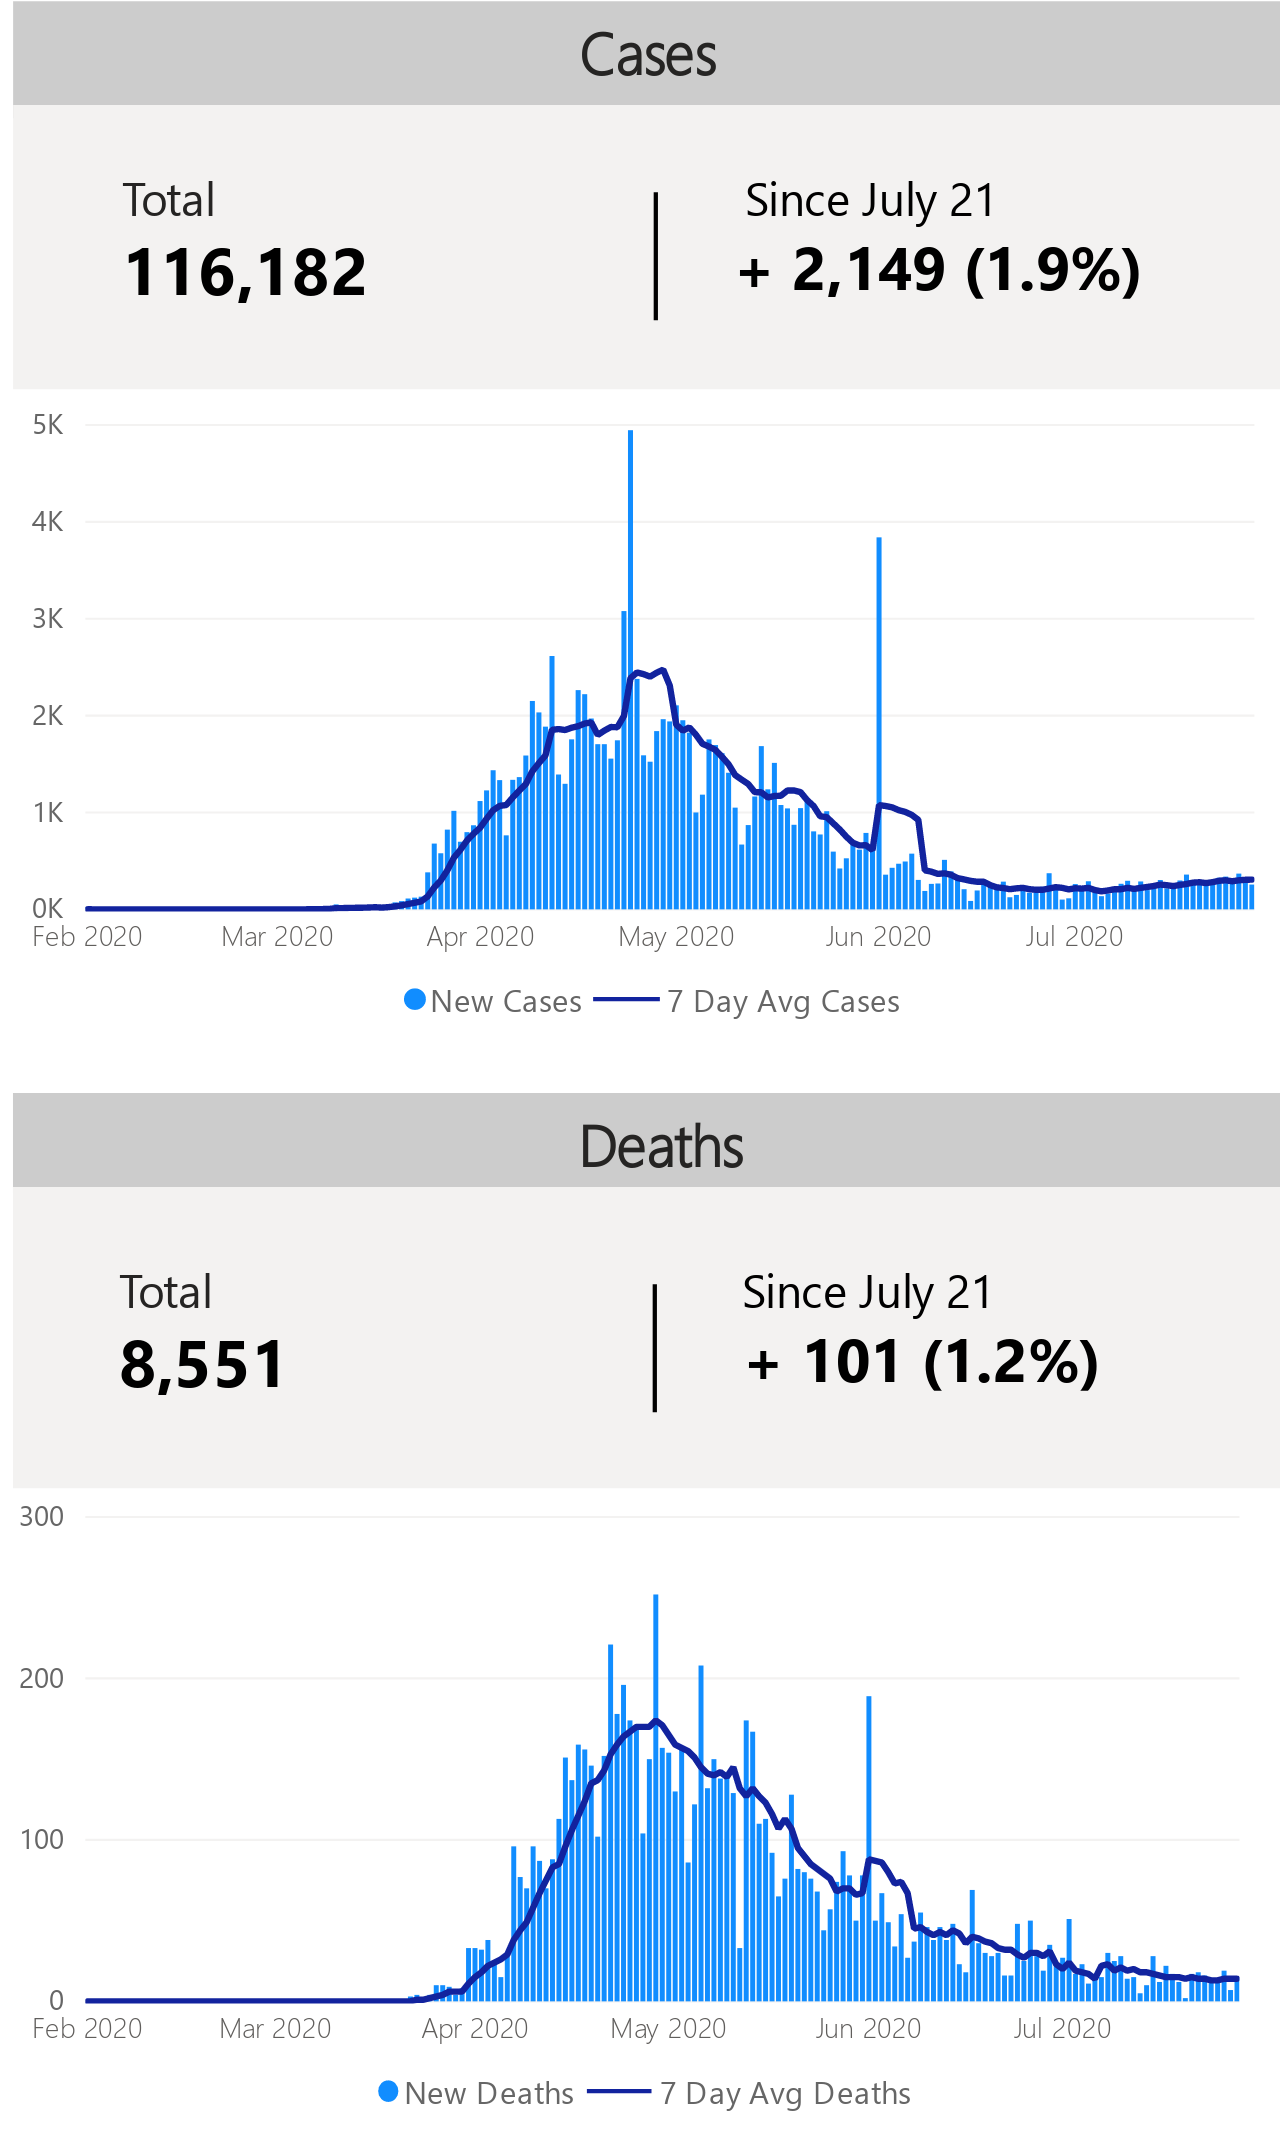 Cases
Total
Since July 21
116,182
+ 2,149 (1.9%)
5K
4K
3K
2K
1K
0K
Feb 2020
Mar 2020
Apr 2020
May 2020
Jun 2020
Jul 2020
New Cases
7 Day Avg Cases
Deaths
Total
Since July 21
8,551
+ 101 (1.2%)
300
200
100
0
Feb 2020
Mar 2020
Apr 2020
May 2020
Jun 2020
Jul 2020
New Deaths
7 Day Avg Deaths